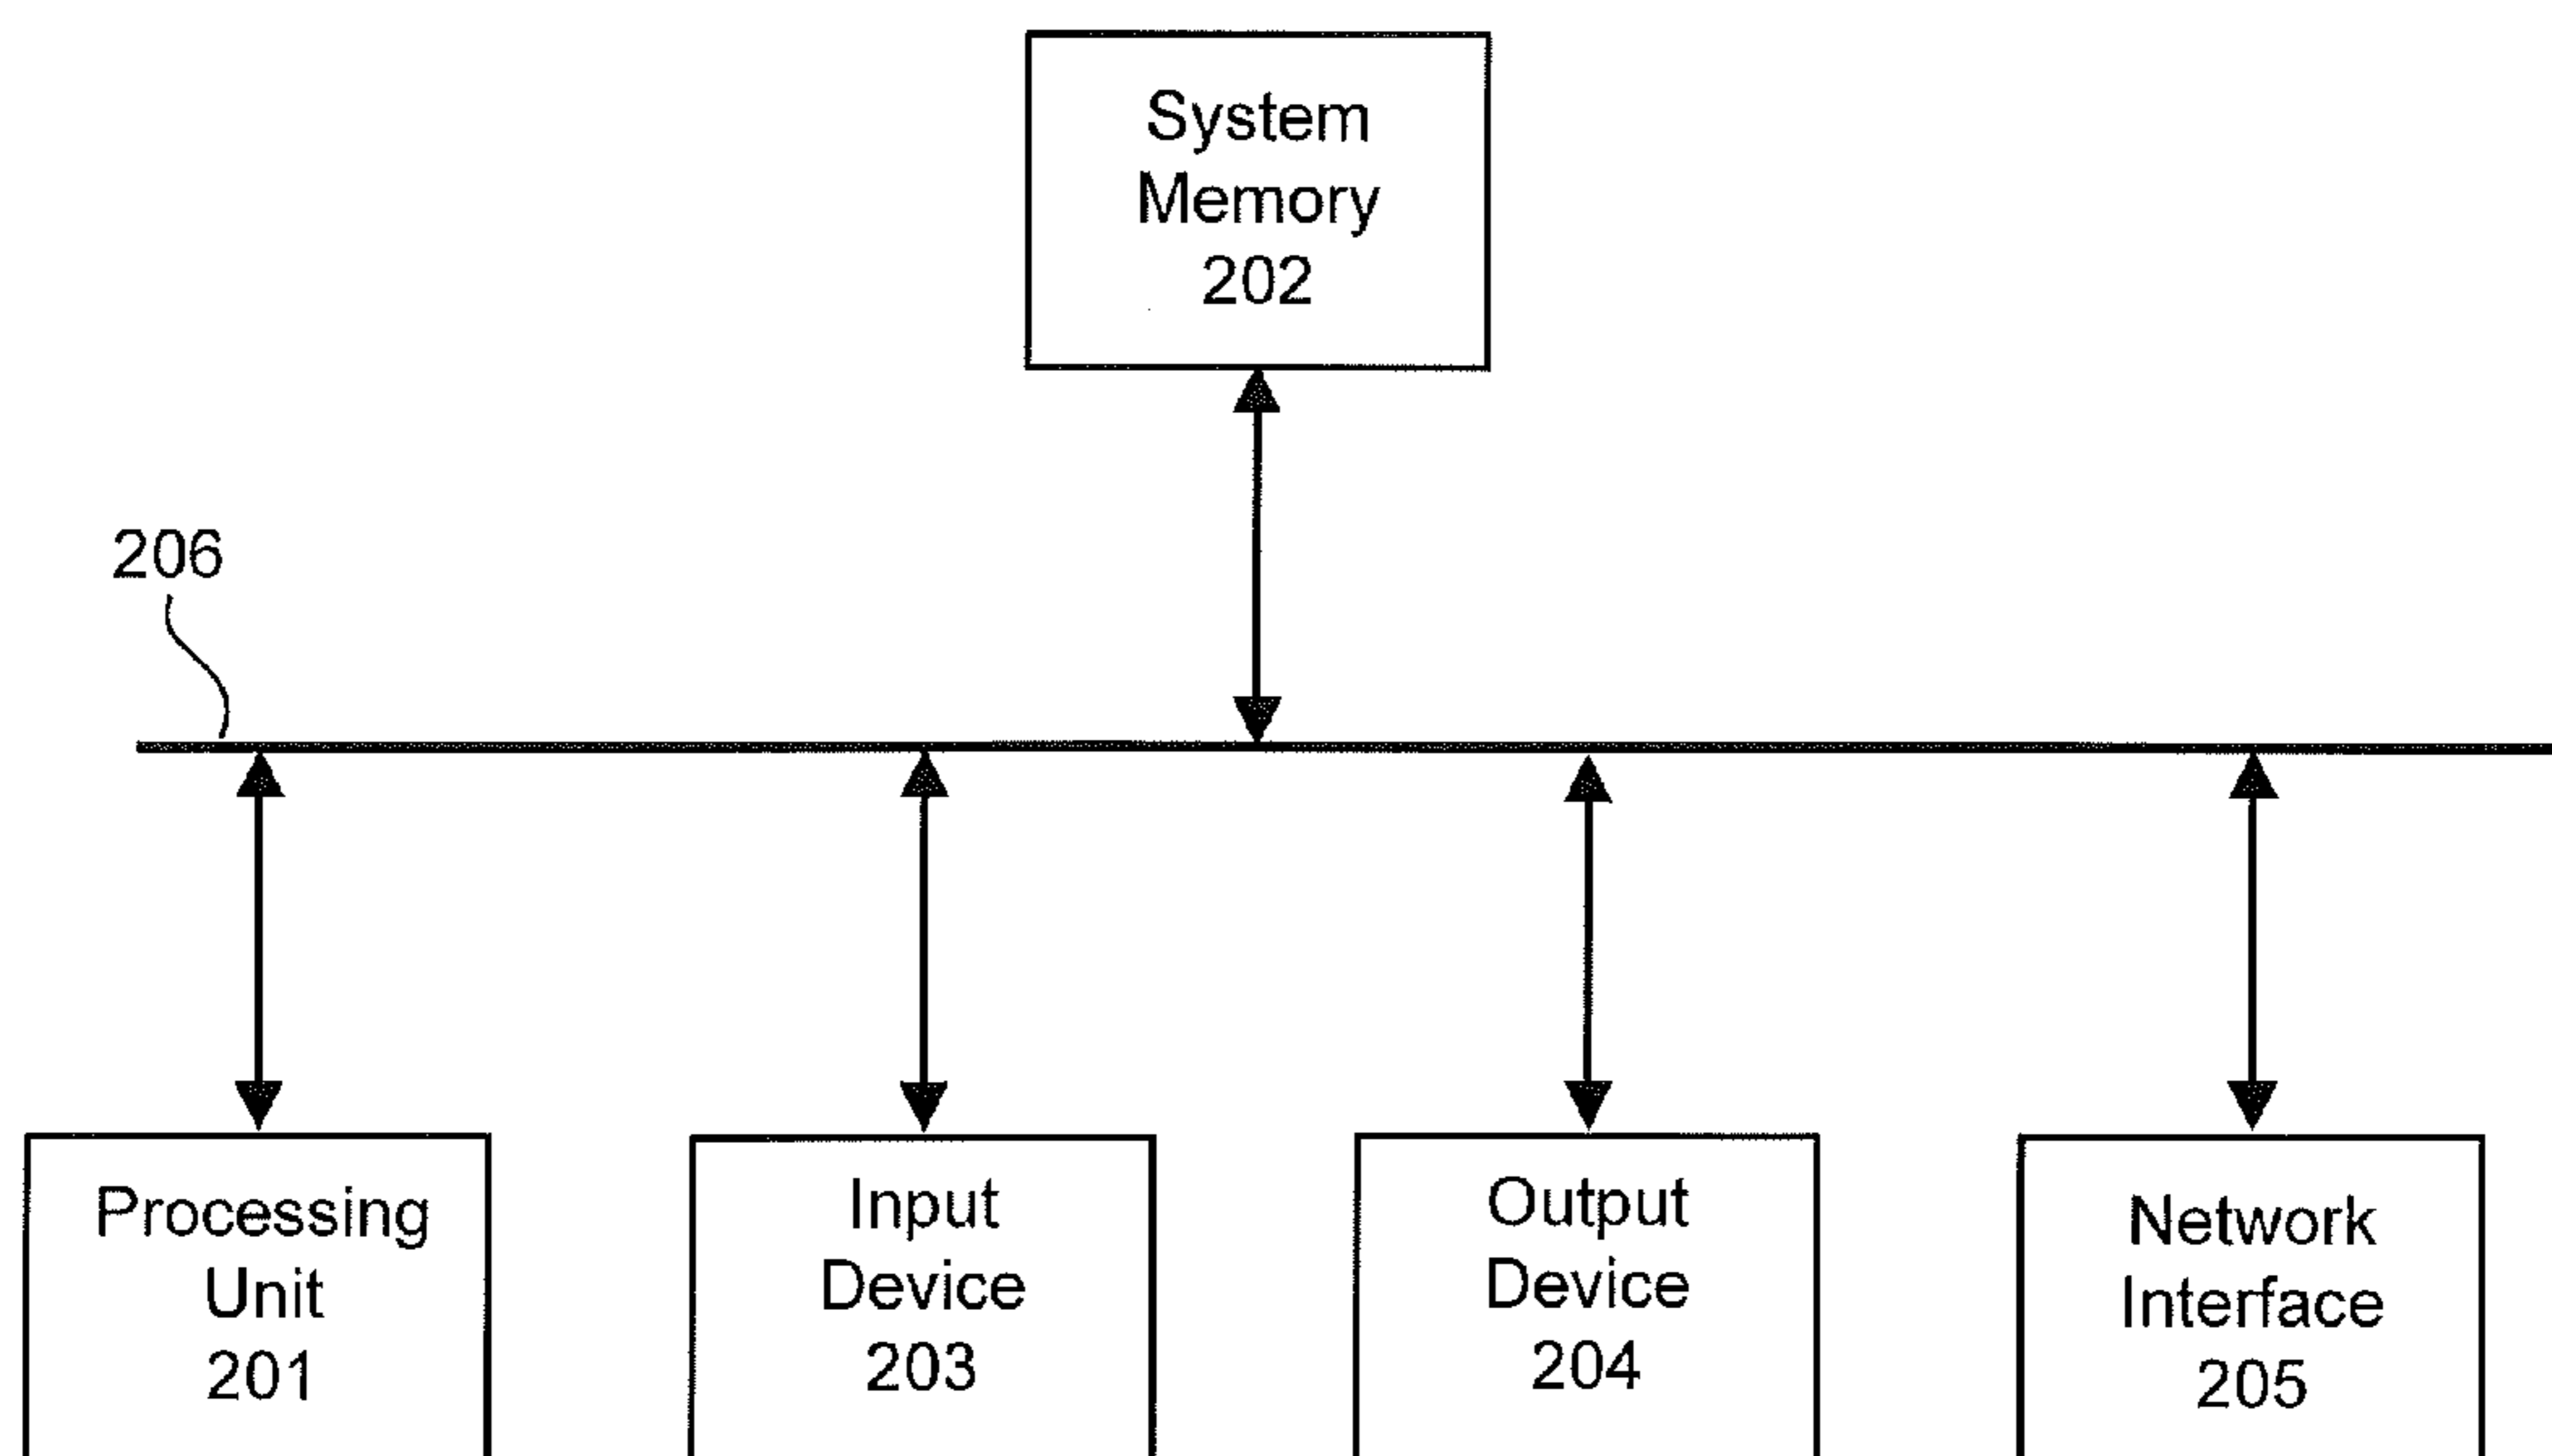 System
Memory
202
206
Processing
Unit
201
Input
Device
203
Output
Device
204
Network
Interface
205